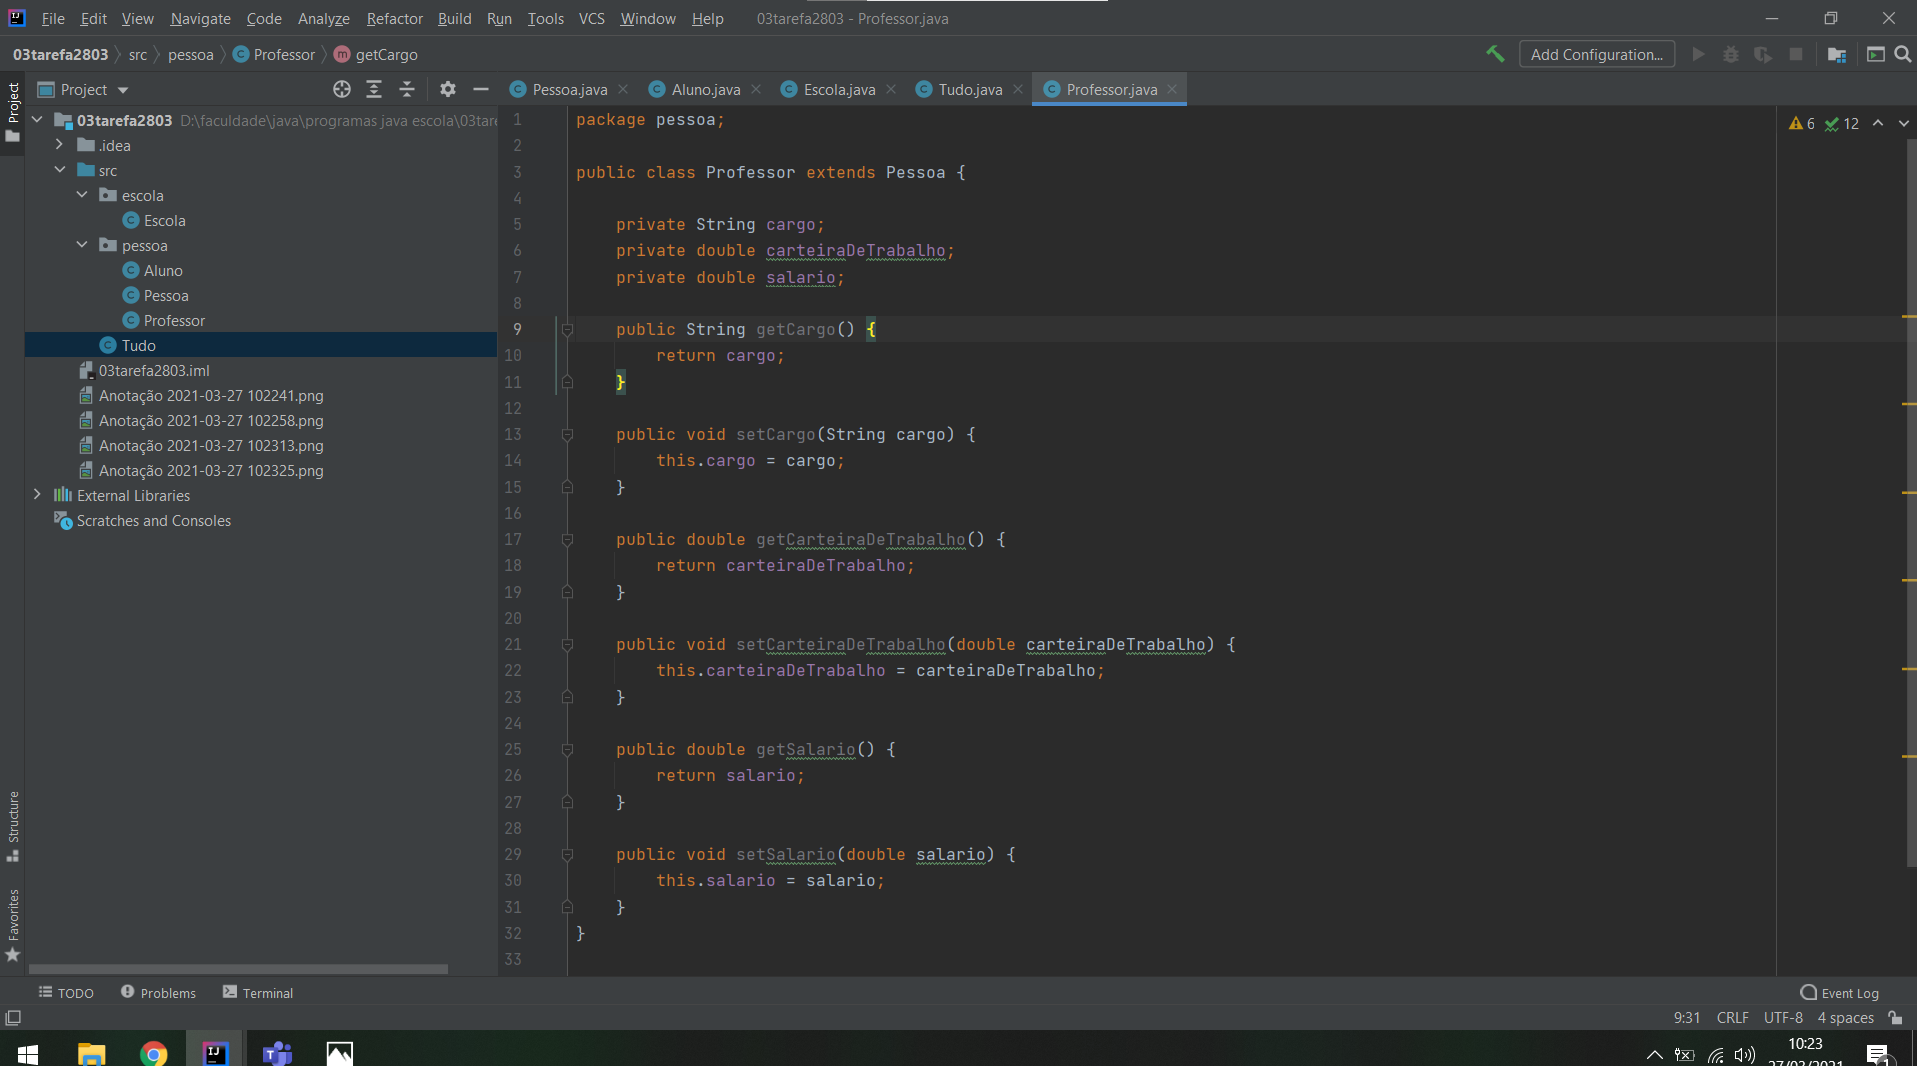 File Edit View Navigate Code Analyze Refactor Build Run Tools VCS Window Help 03tarefa2803 - Professor.java
03tarefa2803 src pessoa Professor getCargo
Add Configuration...
Project
Project
Pessoa.java Aluno.java Escola.java Tudo.java Professor.java
03tarefa2803 D:\faculdade\java\programas java escola\03tare
.idea
src
escola
Escola
pessoa
Aluno
Pessoa
Professor
Tudo
03tarefa2803.iml
Anotação 2021-03-27 102241.png
Anotação 2021-03-27 102258.png
Anotação 2021-03-27 102313.png
Anotação 2021-03-27 102325.png
External Libraries
Scratches and Consoles
Structure
Favorites
6 12
1 package pessoa;
2
3 public class Professor extends Pessoa {
4
5 private String cargo;
6 private double carteiraDeTrabalho;
7 private double salario;
8
9 public String getCargo() {
10 return cargo;
11 }
12
13 public void setCargo(String cargo) {
14 this.cargo = cargo;
15 }
16
17 public double getCarteiraDeTrabalho() {
18 return carteiraDeTrabalho;
19 }
20
21 public void setCarteiraDeTrabalho(double carteiraDeTrabalho) {
22 this.carteiraDeTrabalho = carteiraDeTrabalho;
23 }
24
25 public double getSalario() {
26 return salario;
27 }
28
29 public void setSalario(double salario) {
30 this.salario = salario;
31 }
32 }
33
TODO Problems Terminal
Event Log
9:31 CRLF UTF-8 4 spaces
10:23
27/03/2021
1